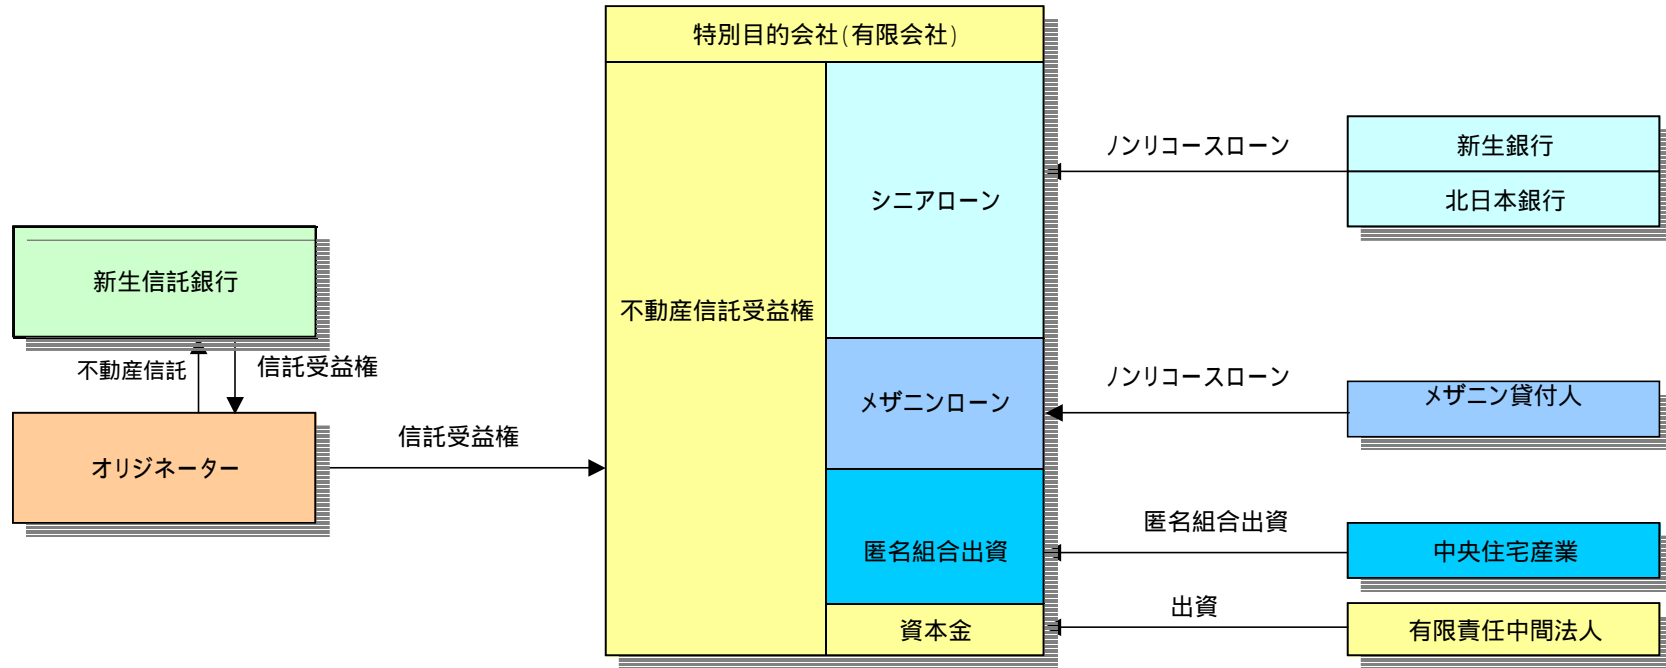 特別目的会社(有限会社)
ノンリコースローン
新生銀行
シニアローン
北日本銀行
新生信託銀行
不動産信託受益権
不動産信託
信託受益権
ノンリコースローン
メザニンローン
メザニン貸付人
信託受益権
オリジネーター
匿名組合出資
匿名組合出資
中央住宅産業
出資
資本金
有限責任中間法人